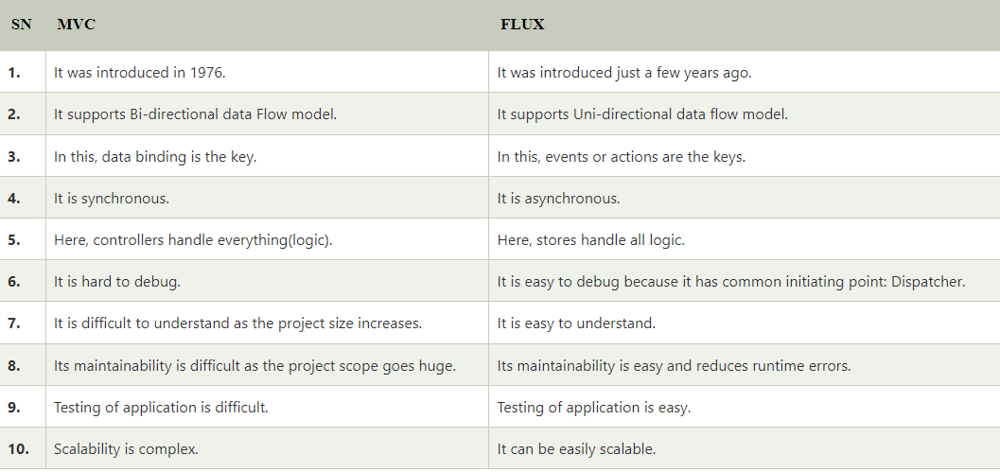 SN MVC FLUX
1. It was introduced in 1976. It was introduced just a few years ago.
2. It supports Bi-directional data Flow model. It supports Uni-directional data flow model.
3. In this, data binding is the key. In this, events or actions are the keys.
4. It is synchronous. It is asynchronous.
5. Here, controllers handle everything(logic). Here, stores handle all logic.
6. It is hard to debug. It is easy to debug because it has common initiating point: Dispatcher.
7. It is difficult to understand as the project size increases. It is easy to understand.
8. Its maintainability is difficult as the project scope goes huge. Its maintainability is easy and reduces runtime errors.
9. Testing of application is difficult. Testing of application is easy.
10. Scalability is complex. It can be easily scalable.